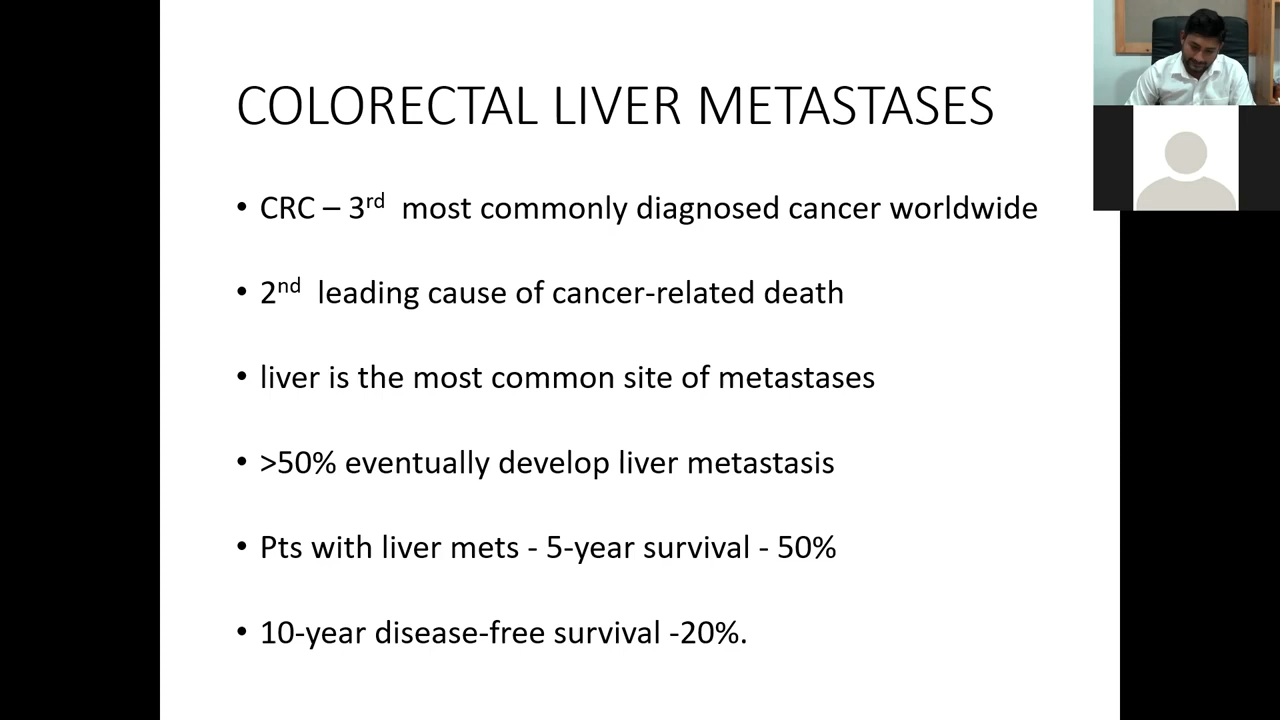 COLORECTAL LIVER METASTASES
• CRC – 3rd most commonly diagnosed cancer worldwide
• 2nd leading cause of cancer-related death
• liver is the most common site of metastases
• >50% eventually develop liver metastasis
• Pts with liver mets - 5-year survival - 50%
• 10-year disease-free survival -20%.